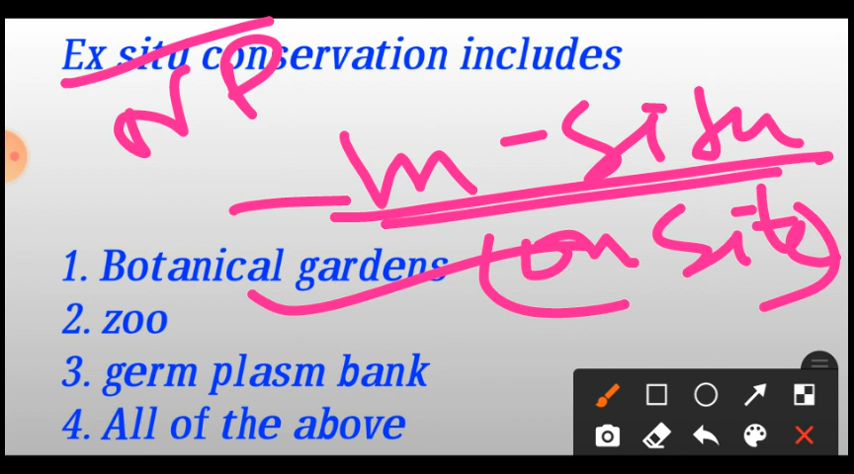 Ex situ conservation includes
NP
In-situ
(on site)
1. Botanical gardens
2. zoo
3. germ plasm bank
4. All of the above